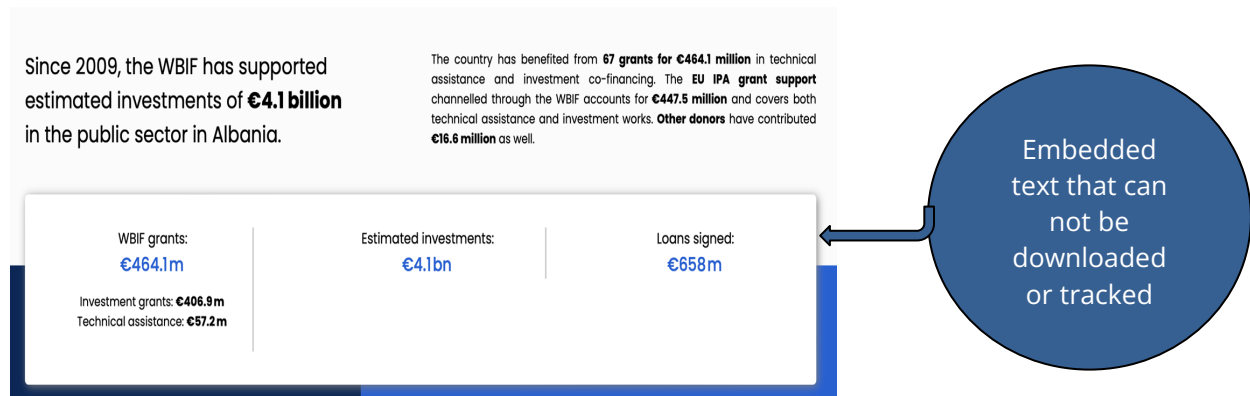 Since 2009, the WBIF has supported
estimated investments of €4.1 billion
in the public sector in Albania.
The country has benefited from 67 grants for €464.1 million in technical
assistance and investment co-financing. The EU IPA grant support
channelled through the WBIF accounts for €447.5 million and covers both
technical assistance and investment works. Other donors have contributed
€16.6 million as well.
WBIF grants:
€464.1m
Investment grants: €406.9m
Technical assistance: €57.2m
Estimated investments:
€4.1bn
Loans signed:
€658m
Embedded
text that can
not be
downloaded
or tracked